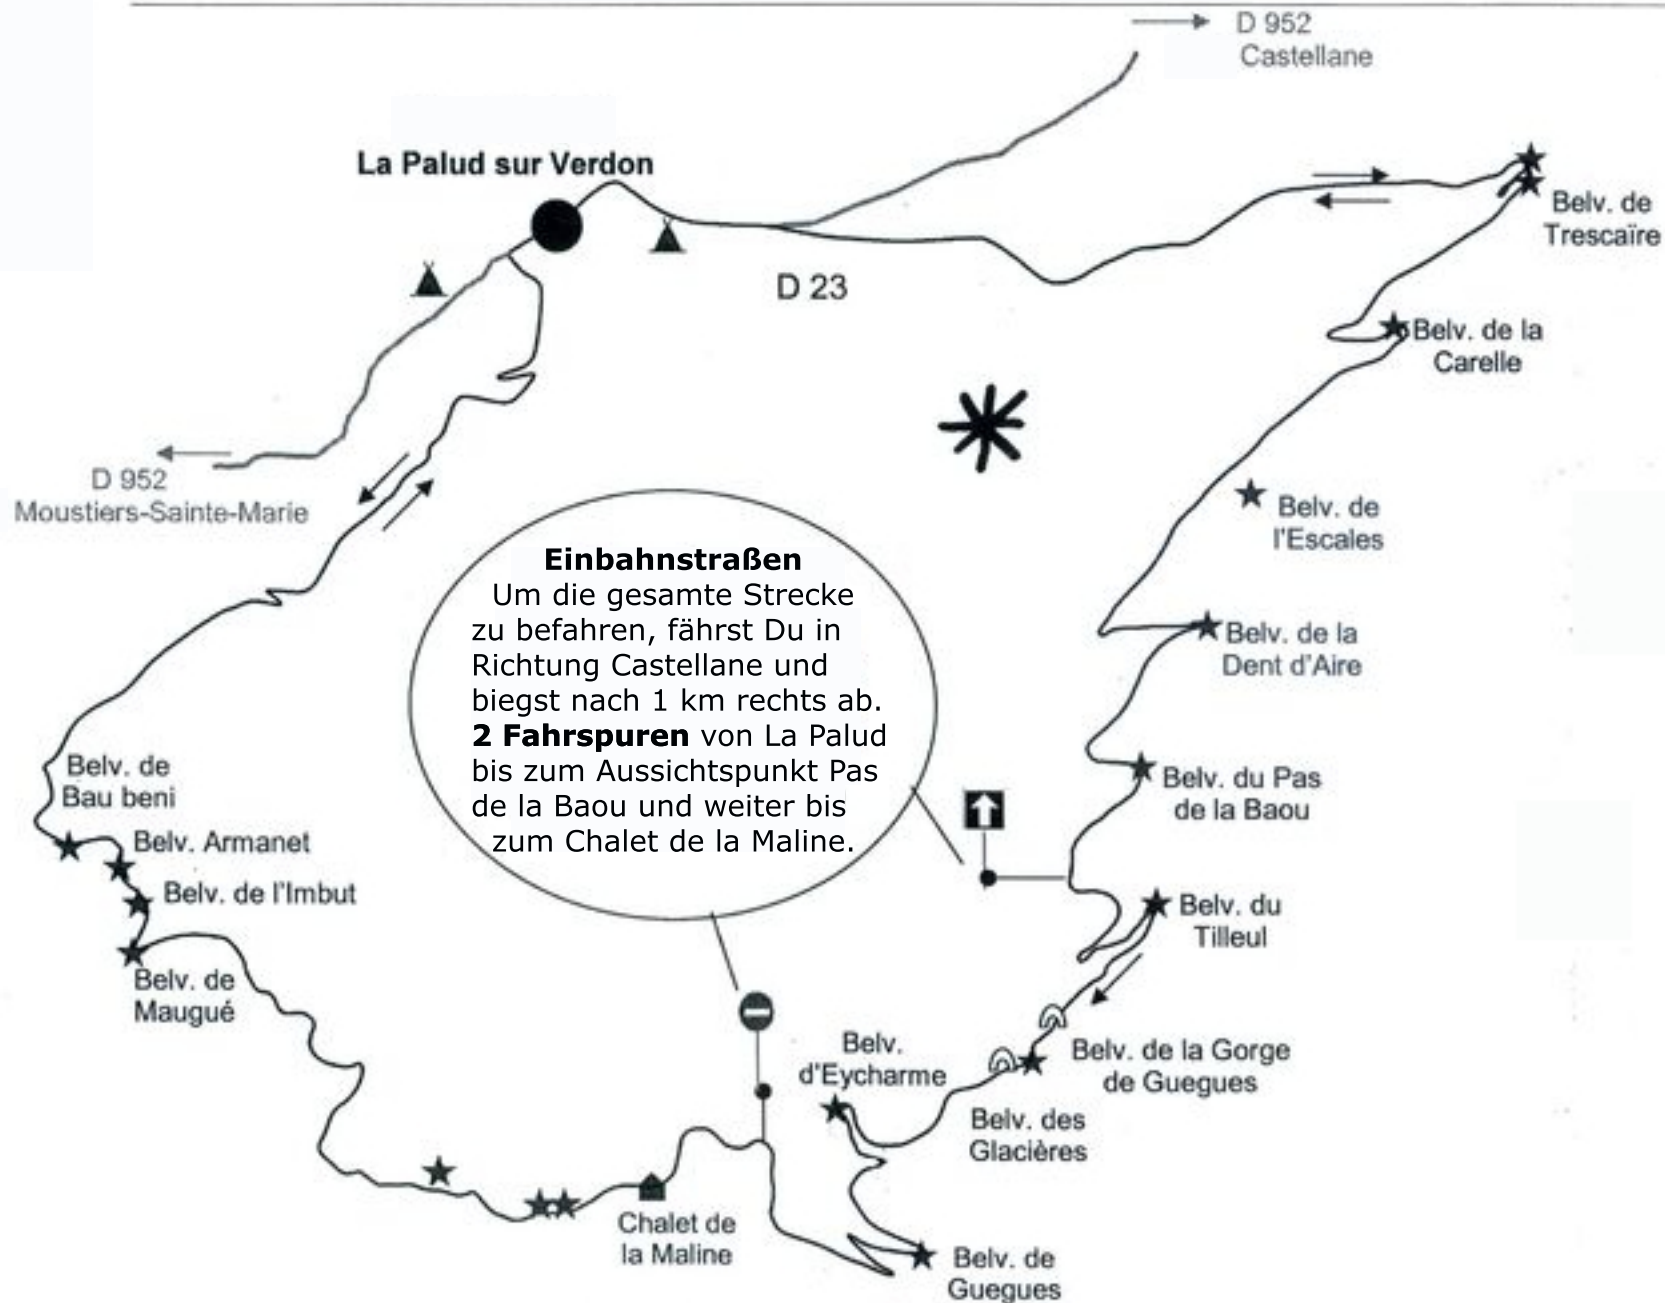 D 952
Castellane
La Palud sur Verdon
Belv. de
Trescaïre
D 23
Belv. de la
Carelle
D 952
Moustiers-Sainte-Marie
Belv. de
l'Escales
Einbahnstraßen
Um die gesamte Strecke
zu befahren, fährst Du in
Richtung Castellane und
biegst nach 1 km rechts ab.
2 Fahrspuren von La Palud
bis zum Aussichtspunkt Pas
de la Baou und weiter bis
zum Chalet de la Maline.
Belv. de la
Dent d'Aire
Belv. de
Bau beni
Belv. du Pas
de la Baou
Belv. Armanet
Belv. de l'Imbut
Belv. du
Tilleul
Belv. de
Maugué
Belv.
d'Eycharme
Belv. de la Gorge
de Guegues
Belv. des
Glacières
Chalet de
la Maline
Belv. de
Guegues